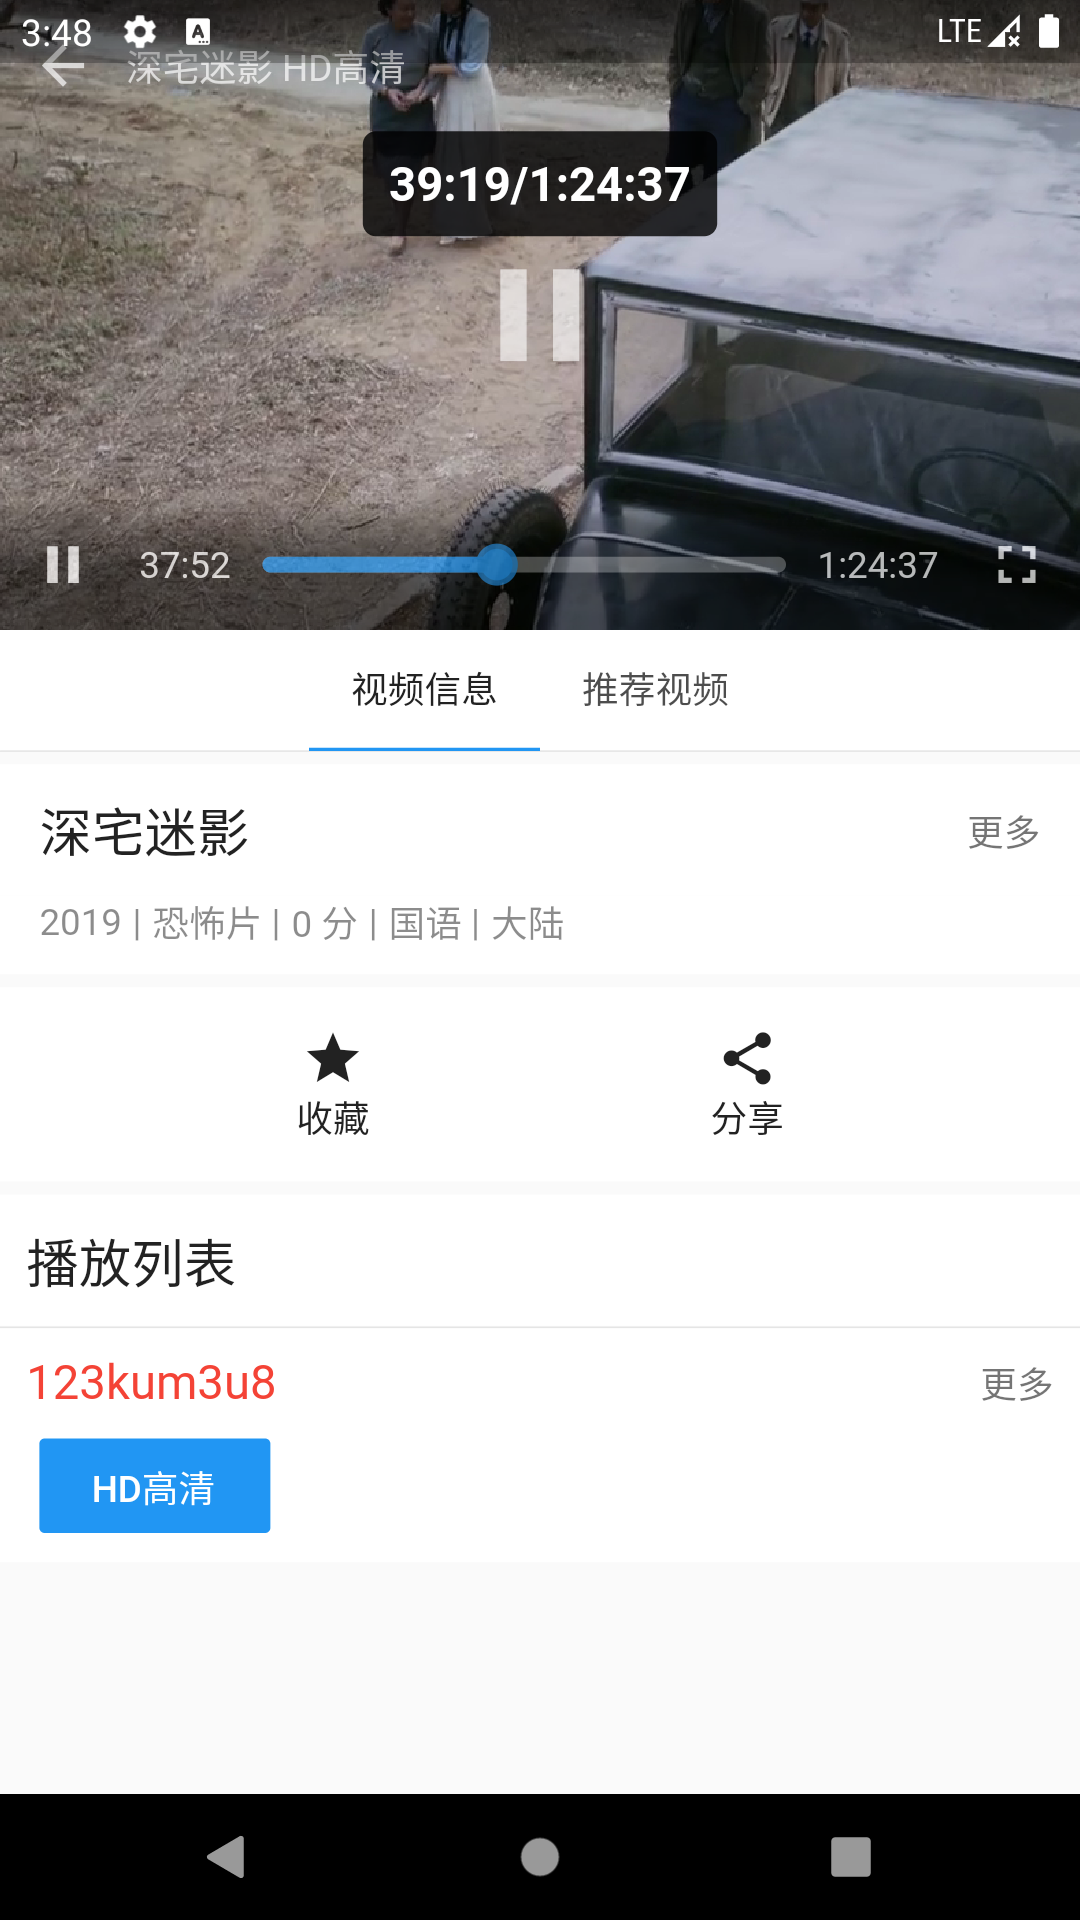 3:48
LTE
深宅迷影 HD高清
39:19/1:24:37
37:52
1:24:37
视频信息
推荐视频
深宅迷影
更多
2019 | 恐怖片 | 0 分 | 国语 | 大陆
收藏
分享
播放列表
123kum3u8
更多
HD高清